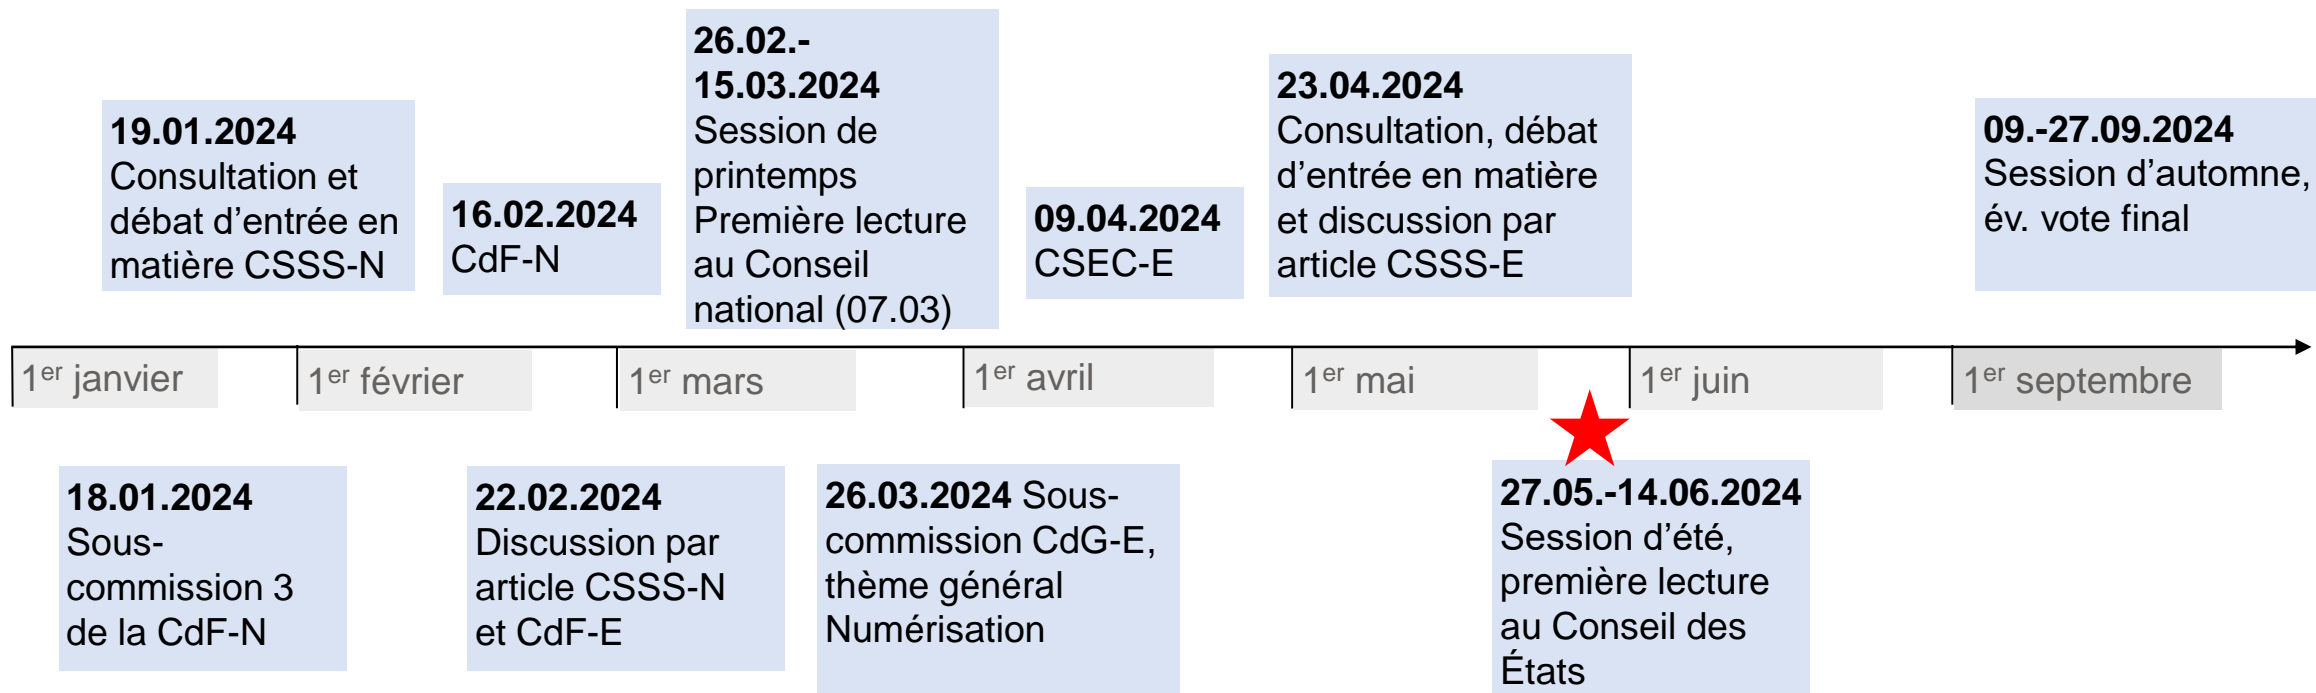 19.01.2024
Consultation et
débat d’entrée en
matière CSSS-N
16.02.2024
CdF-N
26.02.-
15.03.2024
Session de
printemps
Première lecture
au Conseil
national (07.03)
09.04.2024
CSEC-E
23.04.2024
Consultation, débat
d’entrée en matière
et discussion par
article CSSS-E
09.-27.09.2024
Session d’automne,
év. vote final
1er janvier
1er février
1er mars
1er avril
1er mai
1er juin
1er septembre
18.01.2024
Sous-
commission 3
de la CdF-N
22.02.2024
Discussion par
article CSSS-N
et CdF-E
26.03.2024 Sous-
commission CdG-E,
thème général
Numérisation
27.05.-14.06.2024
Session d’été,
première lecture
au Conseil des
États